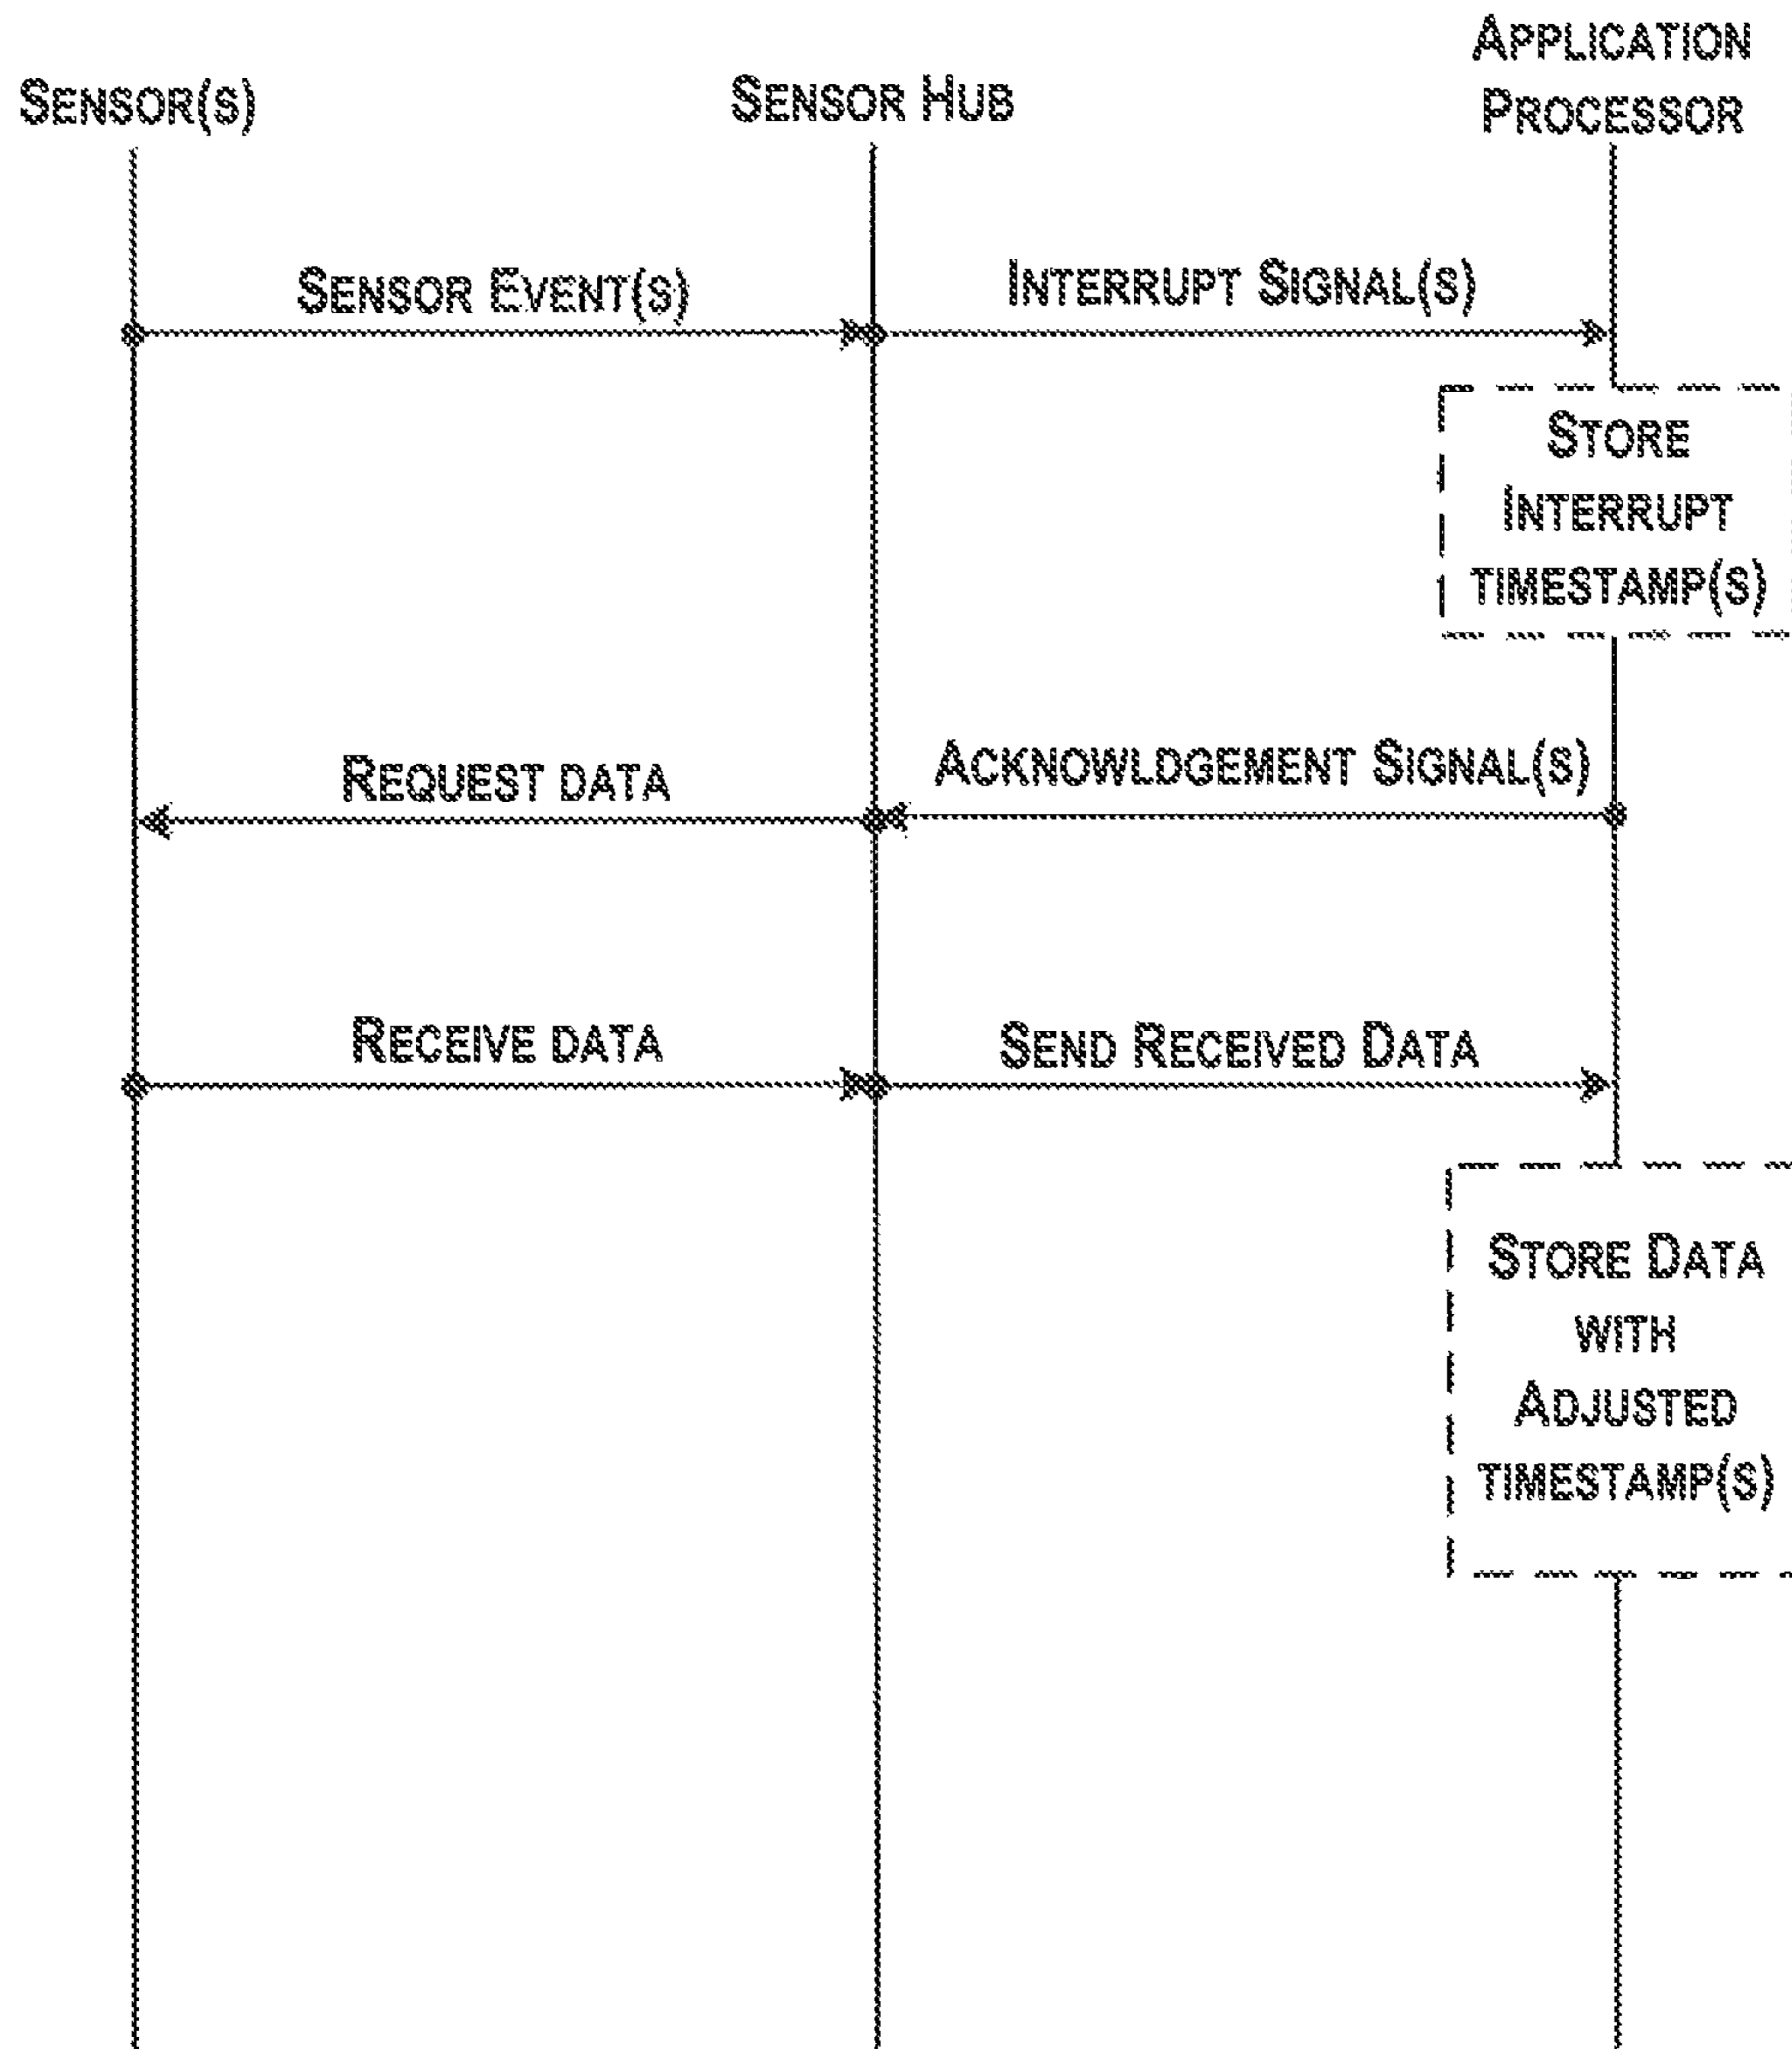 SENSOR(S)
SENSOR HUB
APPLICATION
PROCESSOR
SENSOR EVENT(S)
INTERRUPT SIGNAL(S)
STORE
INTERRUPT
TIMESTAMP(S)
REQUEST DATA
ACKNOWLDGEMENT SIGNAL(S)
RECEIVE DATA
SEND RECEIVED DATA
STORE DATA
WITH
ADJUSTED
TIMESTAMP(S)